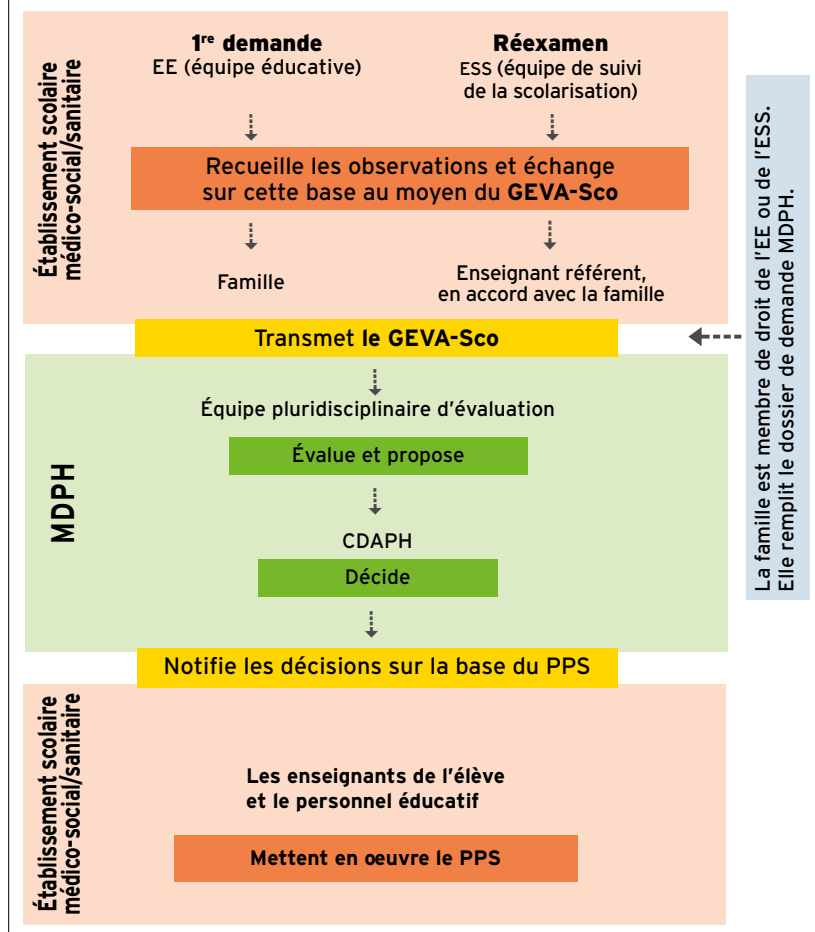 Établissement scolaire
médico-social/sanitaire
1re demande
EE (équipe éducative)
Réexamen
ESS (équipe de suivi
de la scolarisation)
Recueille les observations et échange
sur cette base au moyen du GEVA-Sco
Famille
Enseignant référent,
en accord avec la famille
Transmet le GEVA-Sco
La famille est membre de droit de l'EE ou de l'ESS.
Elle remplit le dossier de demande MDPH.
MDPH
Équipe pluridisciplinaire d'évaluation
Évalue et propose
CDAPH
Décide
Notifie les décisions sur la base du PPS
Établissement scolaire
médico-social/sanitaire
Les enseignants de l'élève
et le personnel éducatif
Mettent en œuvre le PPS